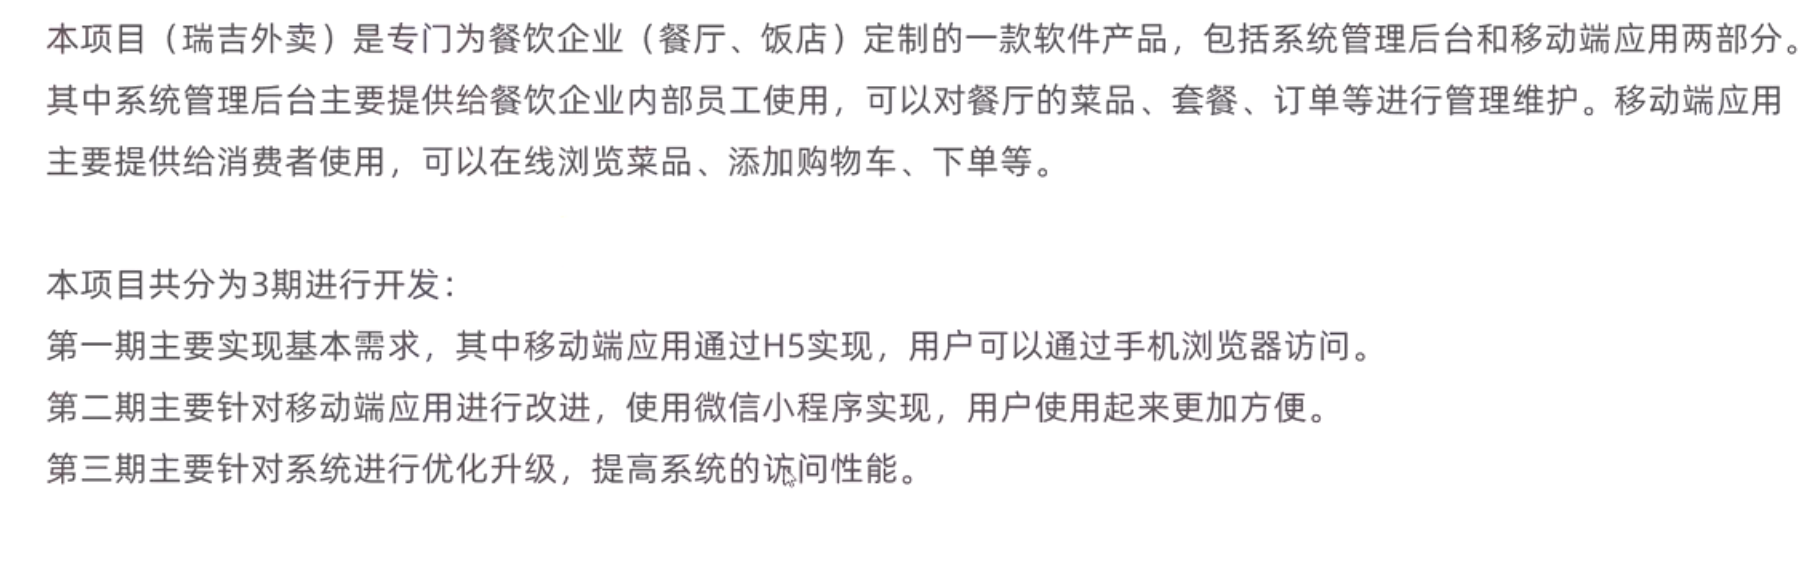 本项目（瑞吉外卖）是专门为餐饮企业（餐厅、饭店）定制的一款软件产品，包括系统管理后台和移动端应用两部分。
其中系统管理后台主要提供给餐饮企业内部员工使用，可以对餐厅的菜品、套餐、订单等进行管理维护。移动端应用
主要提供给消费者使用，可以在线浏览菜品、添加购物车、下单等。
本项目共分为3期进行开发：
第一期主要实现基本需求，其中移动端应用通过H5实现，用户可以通过手机浏览器访问。
第二期主要针对移动端应用进行改进，使用微信小程序实现，用户使用起来更加方便。
第三期主要针对系统进行优化升级，提高系统的访问性能。